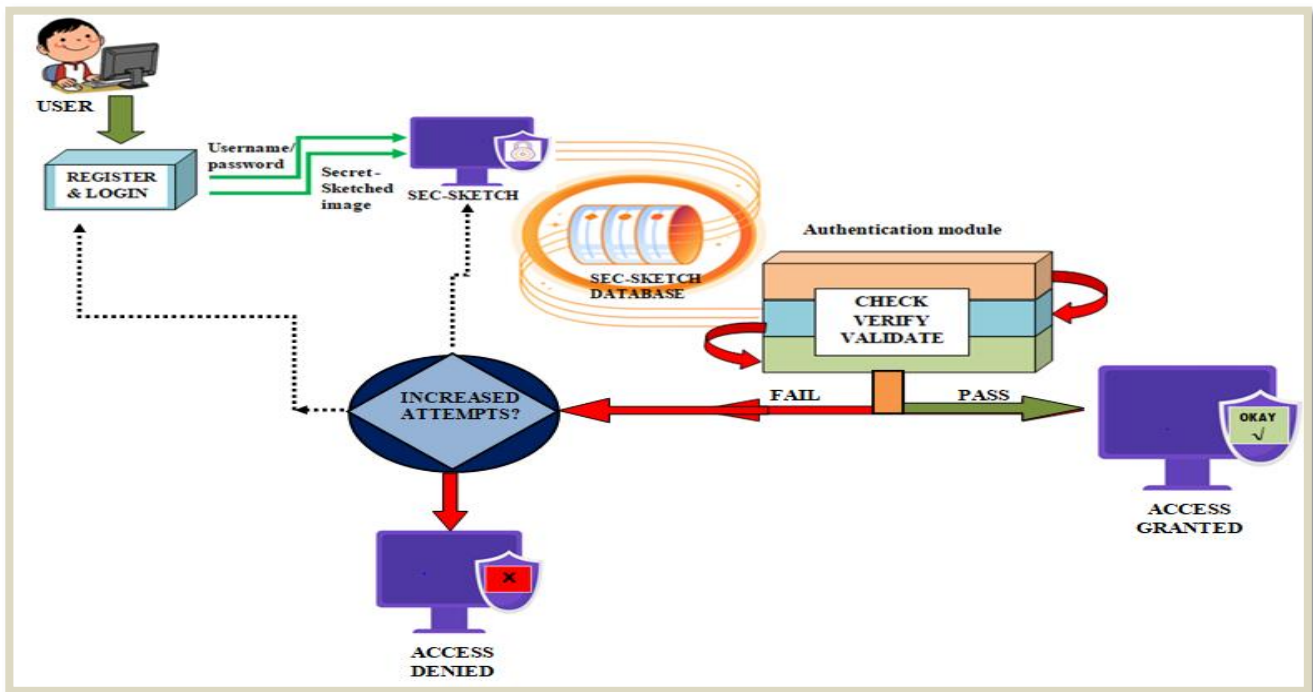 USER
REGISTER
& LOGIN
Username/
password
Secret-
Sketched
image
SEC-SKETCH
SEC-SKETCH
DATABASE
Authentication module
CHECK
VERIFY
VALIDATE
FAIL
PASS
OKAY
√
ACCESS
GRANTED
INCREASED
ATTEMPTS?
X
ACCESS
DENIED